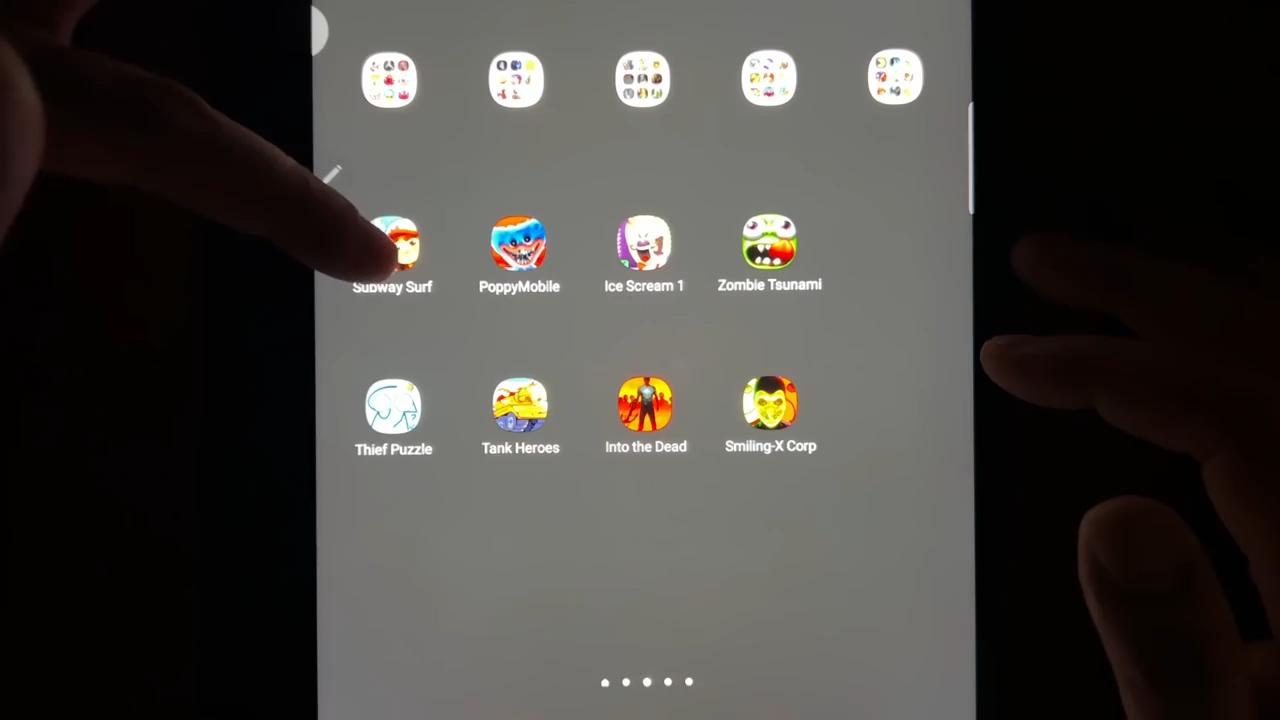 Subway Surf PoppyMobile Ice Scream 1 Zombie Tsunami
Thief Puzzle Tank Heroes Into the Dead Smiling-X Corp